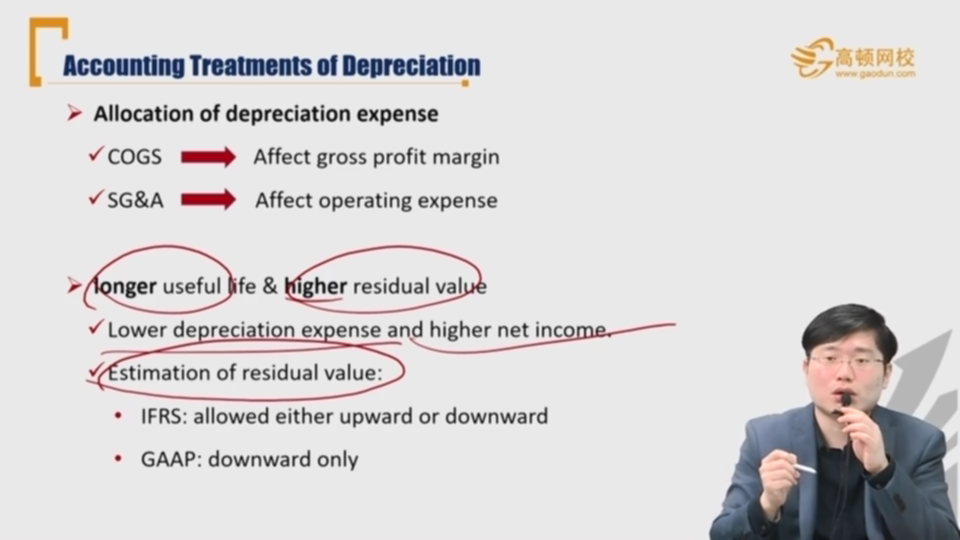 Accounting Treatments of Depreciation
高顿网校
www.gaodun.com
Allocation of depreciation expense
COGS Affect gross profit margin
SG&A Affect operating expense
longer useful life & higher residual value
Lower depreciation expense and higher net income.
Estimation of residual value:
IFRS: allowed either upward or downward
GAAP: downward only